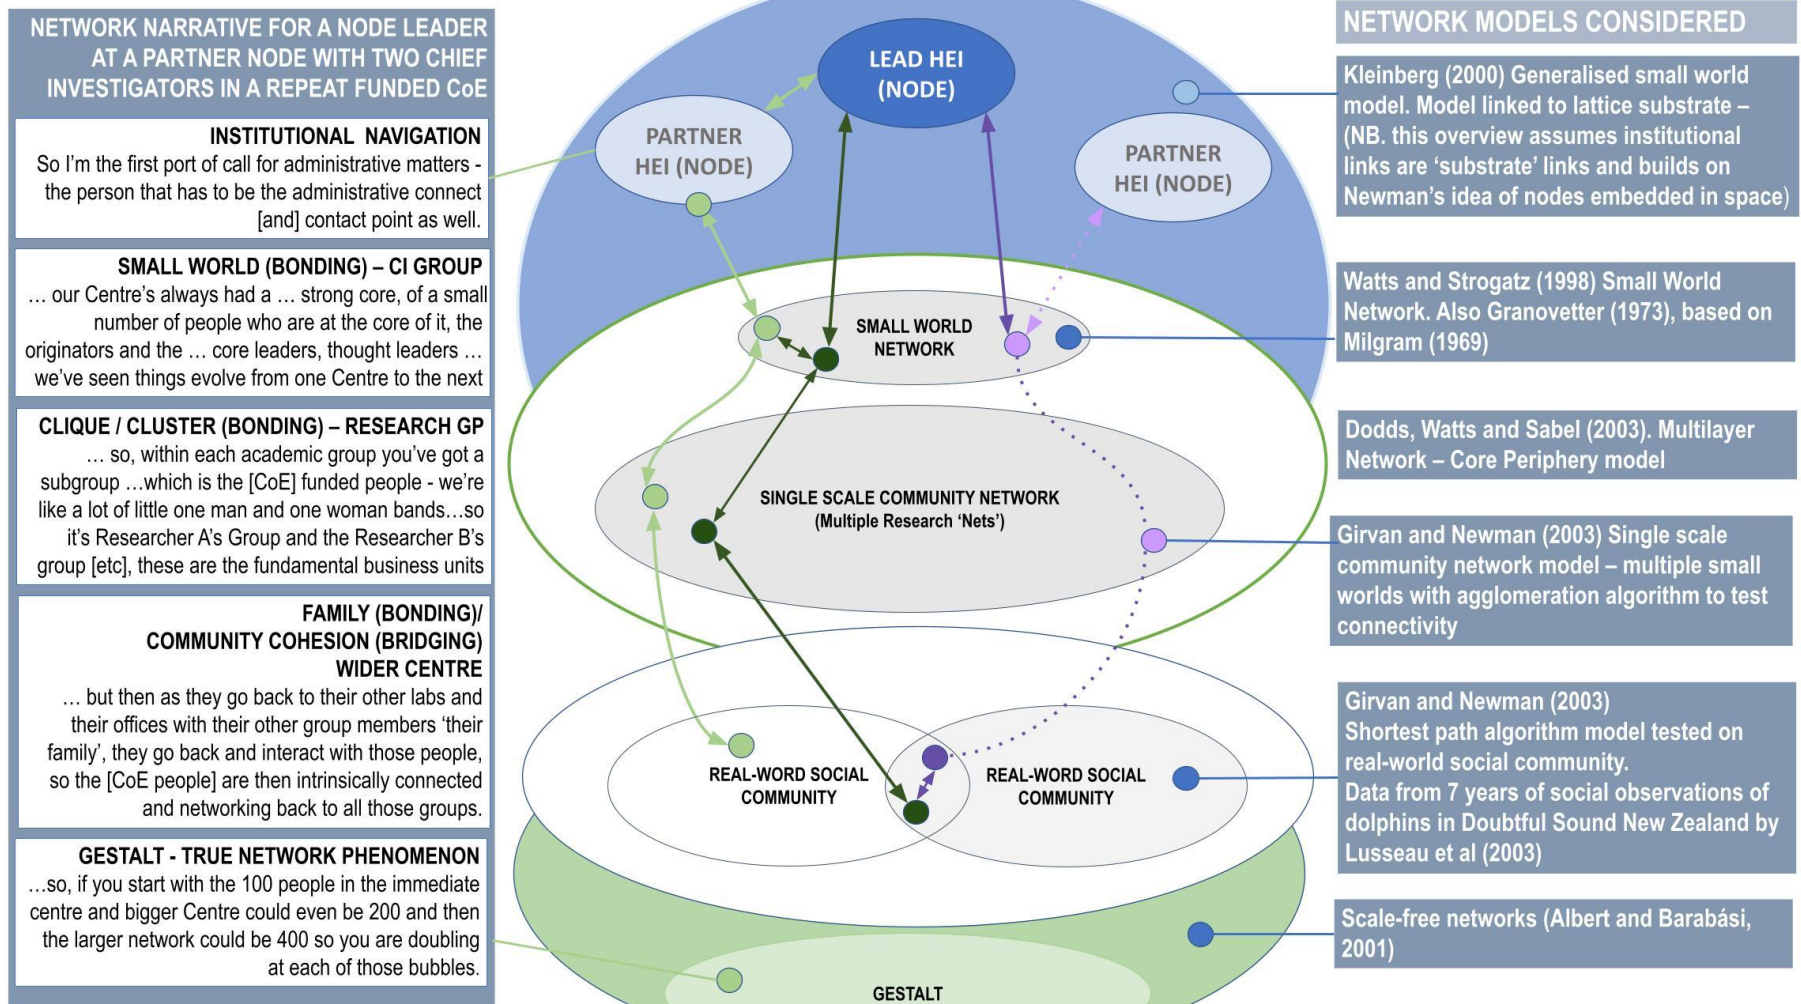 NETWORK NARRATIVE FOR A NODE LEADER
AT A PARTNER NODE WITH TWO CHIEF
INVESTIGATORS IN A REPEAT FUNDED CoE
INSTITUTIONAL NAVIGATION
So I'm the first port of call for administrative matters -
the person that has to be the administrative connect
[and] contact point as well.
SMALL WORLD (BONDING) – CI GROUP
… our Centre's always had a … strong core, of a small
number of people who are at the core of it, the
originators and the … core leaders, thought leaders …
we've seen things evolve from one Centre to the next
CLIQUE / CLUSTER (BONDING) – RESEARCH GP
… so, within each academic group you've got a
subgroup …which is the [CoE] funded people - we're
like a lot of little one man and one woman bands…so
it's Researcher A's Group and the Researcher B's
group [etc], these are the fundamental business units
FAMILY (BONDING)/
COMMUNITY COHESION (BRIDGING)
WIDER CENTRE
… but then as they go back to their other labs and
their offices with their other group members 'their
family', they go back and interact with those people,
so the [CoE people] are then intrinsically connected
and networking back to all those groups.
GESTALT - TRUE NETWORK PHENOMENON
…so, if you start with the 100 people in the immediate
centre and bigger Centre could even be 200 and then
the larger network could be 400 so you are doubling
at each of those bubbles.
LEAD HEI
(NODE)
PARTNER
HEI (NODE)
PARTNER
HEI (NODE)
SMALL WORLD
NETWORK
SINGLE SCALE COMMUNITY NETWORK
(Multiple Research 'Nets')
REAL-WORD SOCIAL
COMMUNITY
REAL-WORD SOCIAL
COMMUNITY
GESTALT
NETWORK MODELS CONSIDERED
Kleinberg (2000) Generalised small world
model. Model linked to lattice substrate –
(NB. this overview assumes institutional
links are 'substrate' links and builds on
Newman's idea of nodes embedded in space)
Watts and Strogatz (1998) Small World
Network. Also Granovetter (1973), based on
Milgram (1969)
Dodds, Watts and Sabel (2003). Multilayer
Network – Core Periphery model
Girvan and Newman (2003) Single scale
community network model – multiple small
worlds with agglomeration algorithm to test
connectivity
Girvan and Newman (2003)
Shortest path algorithm model tested on
real-world social community.
Data from 7 years of social observations of
dolphins in Doubtful Sound New Zealand by
Lusseau et al (2003)
Scale-free networks (Albert and Barabási,
2001)